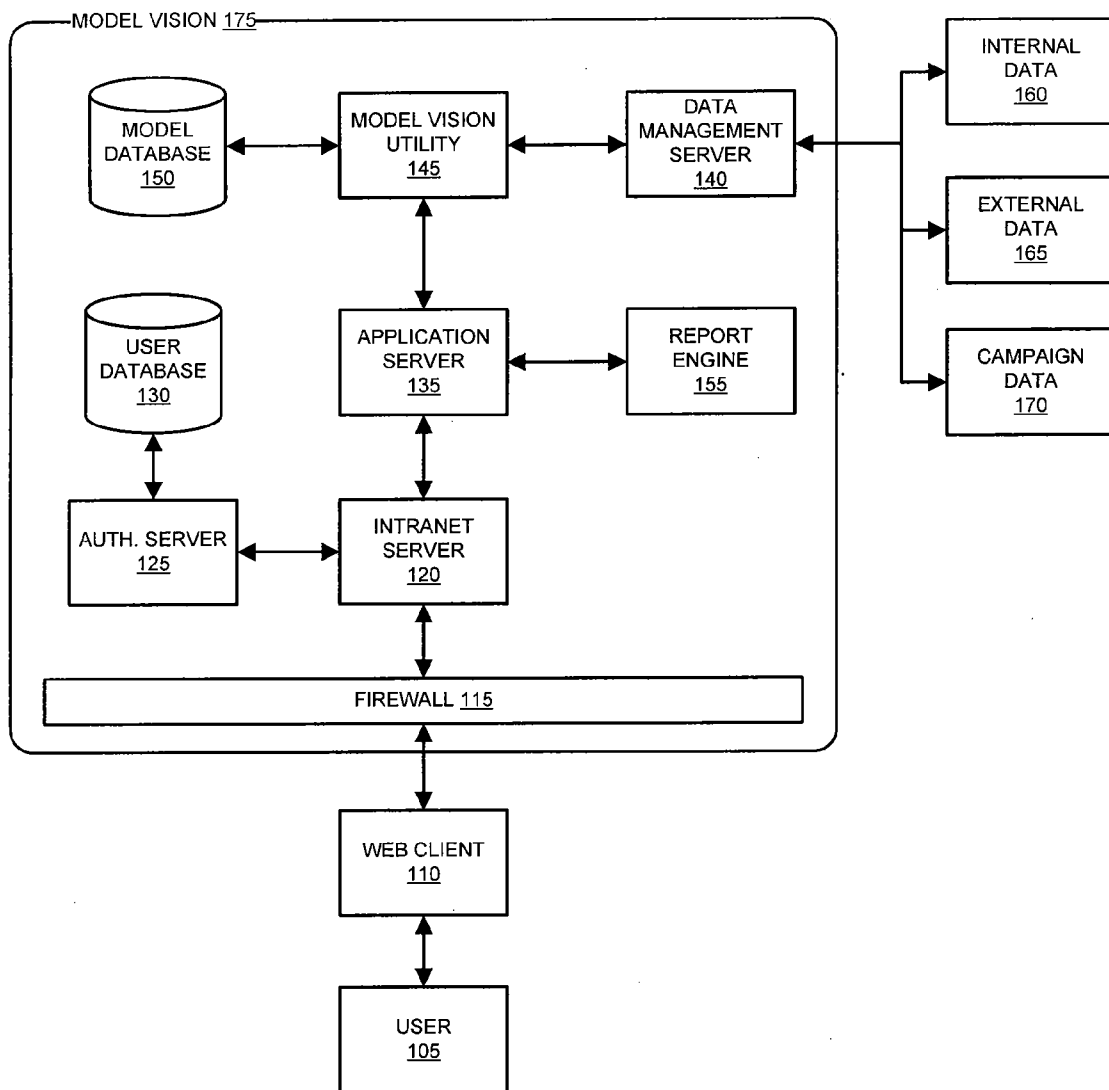 MODEL VISION 175
MODEL
DATABASE
150
MODEL VISION
UTILITY
145
DATA
MANAGEMENT
SERVER
140
INTERNAL
DATA
160
EXTERNAL
DATA
165
CAMPAIGN
DATA
170
USER
DATABASE
130
APPLICATION
SERVER
135
REPORT
ENGINE
155
AUTH. SERVER
125
INTRANET
SERVER
120
FIREWALL 115
WEB CLIENT
110
USER
105